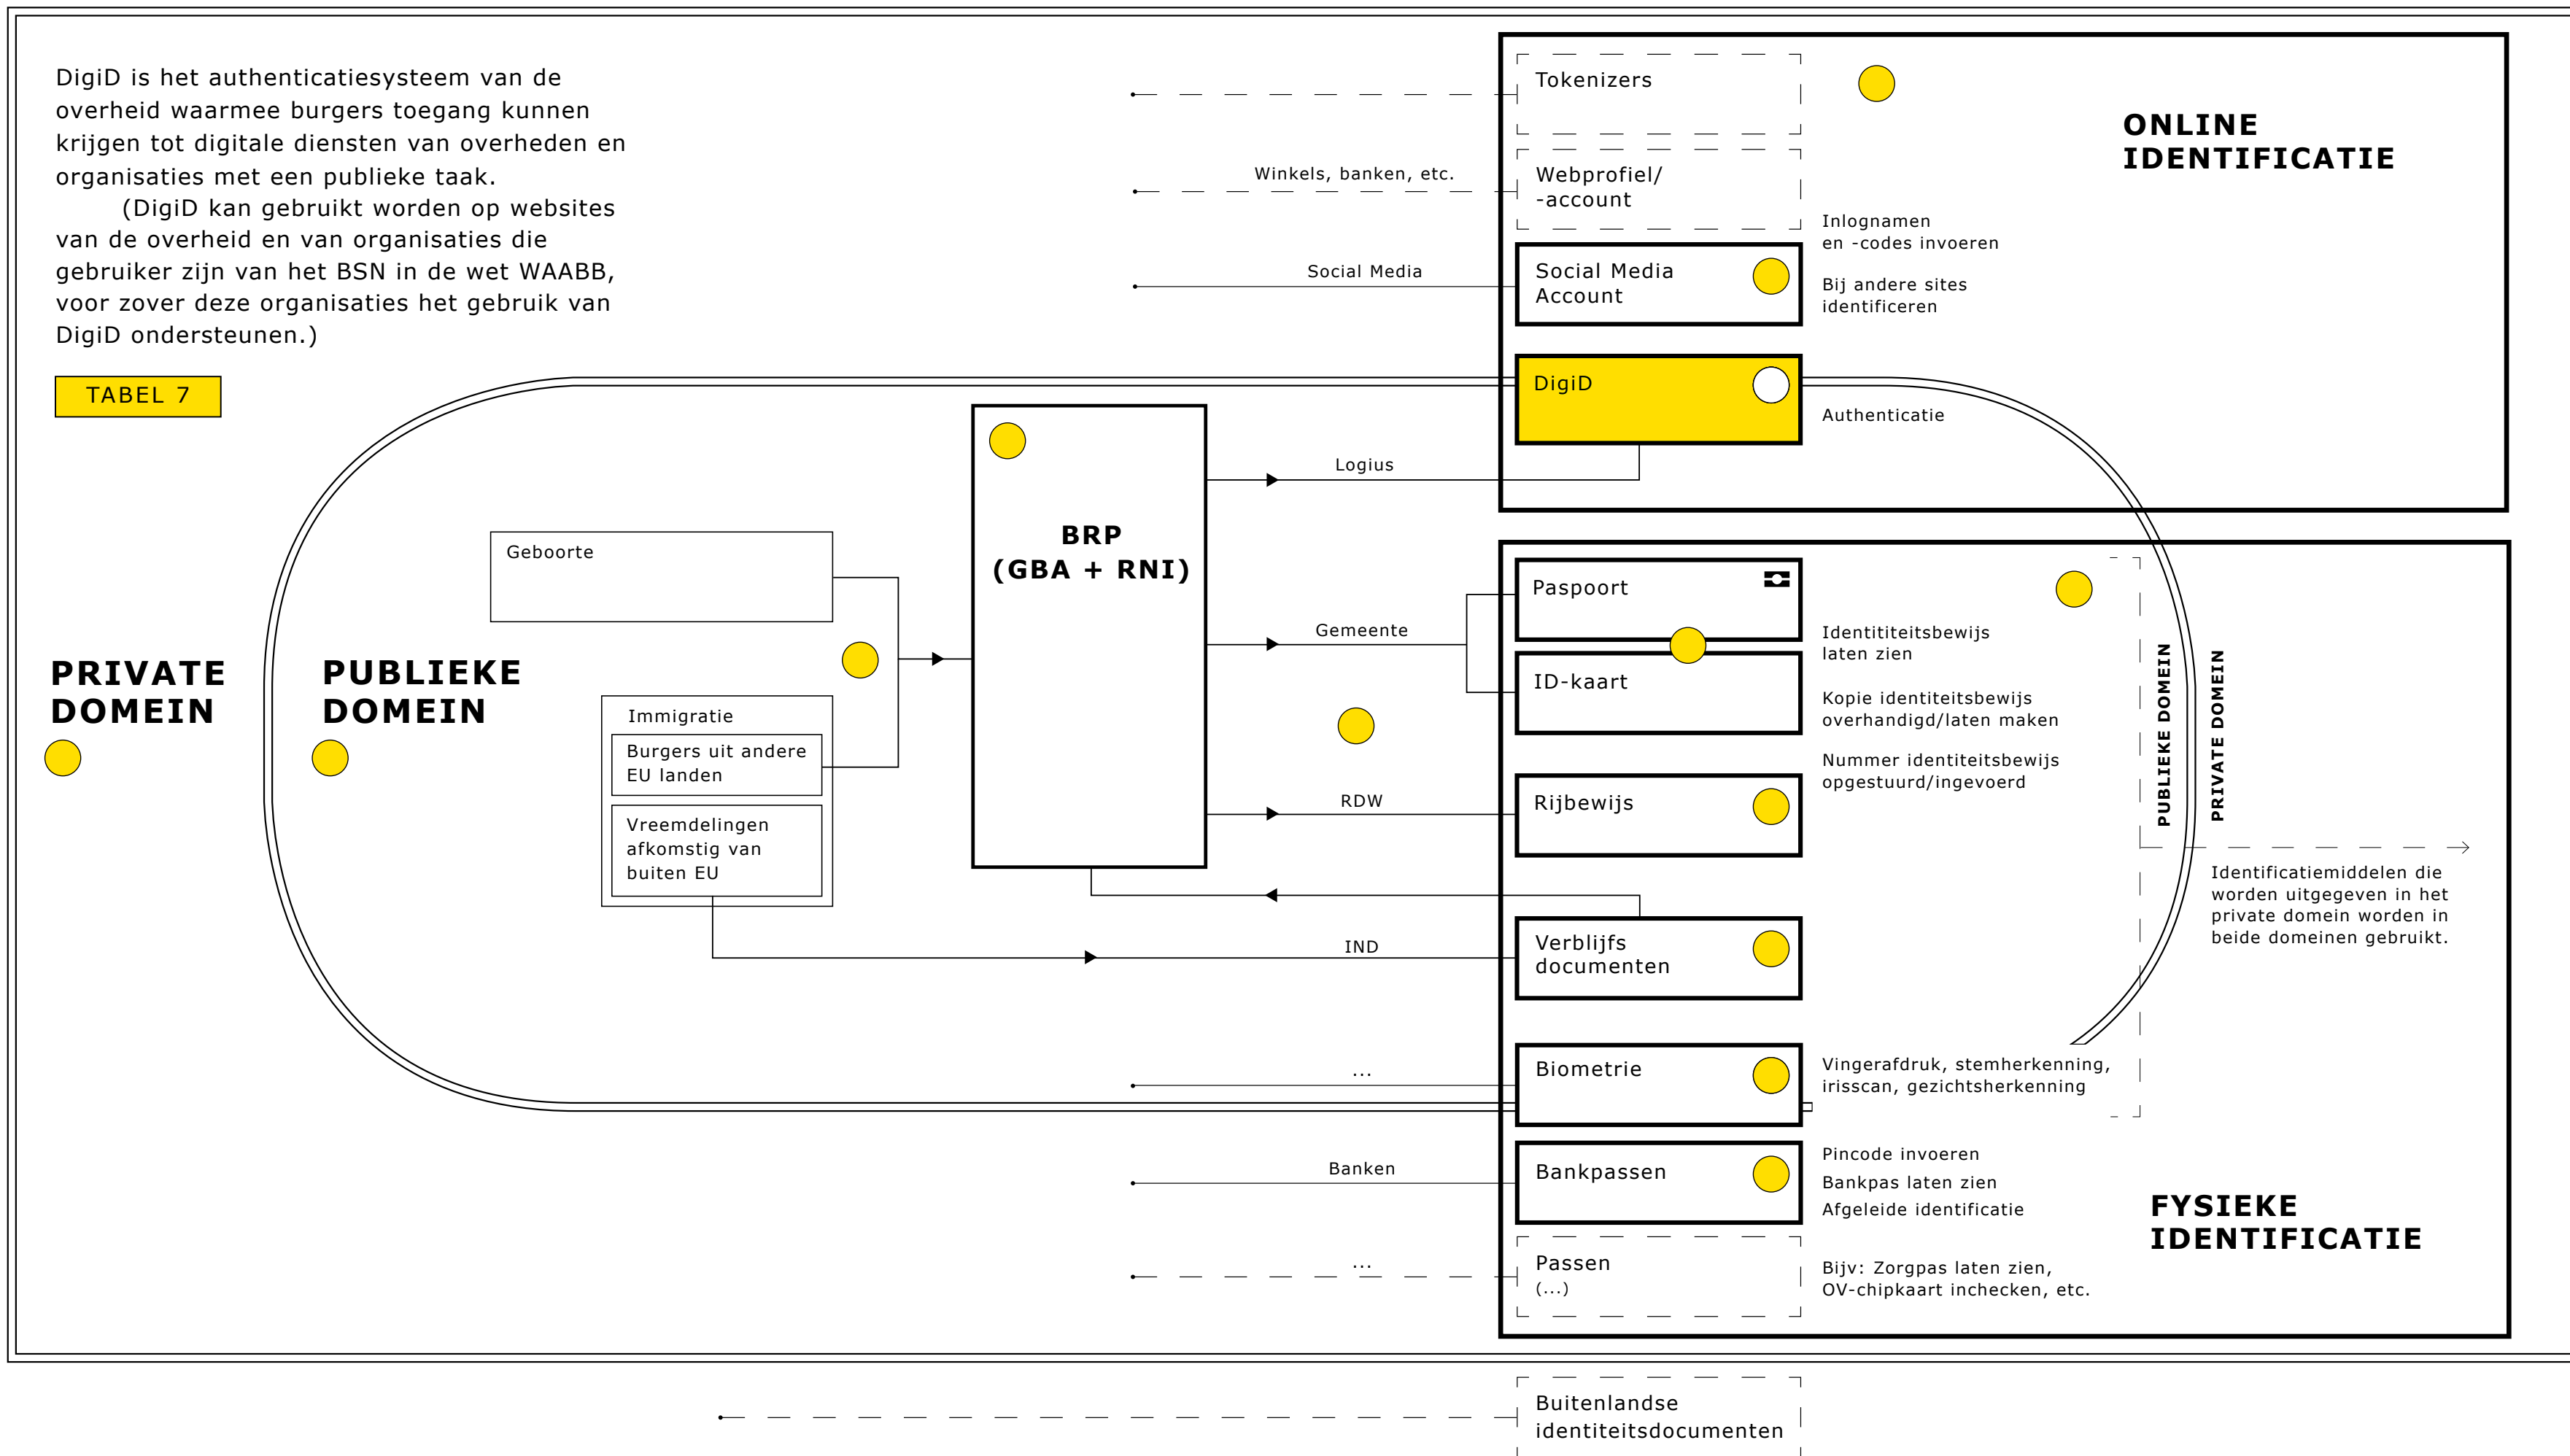 DigiD is het authenticatiesysteem van de
overheid waarmee burgers toegang kunnen
krijgen tot digitale diensten van overheden en
organisaties met een publieke taak.
(DigiD kan gebruikt worden op websites
van de overheid en van organisaties die
gebruiker zijn van het BSN in de wet WAABB,
voor zover deze organisaties het gebruik van
DigiD ondersteunen.)
TABEL 7
PRIVATE
DOMEIN
PUBLIEKE
DOMEIN
Geboorte
Immigratie
Burgers uit andere
EU landen
Vreemdelingen
afkomstig van
buiten EU
BRP
(GBA + RNI)
Winkels, banken, etc.
Social Media
Logius
Gemeente
RDW
IND
...
Banken
...
ONLINE
IDENTIFICATIE
Tokenizers
Webprofiel/
-account
Social Media
Account
Inlognamen
en -codes invoeren
Bij andere sites
identificeren
DigiD
Authenticatie
Paspoort
ID-kaart
Identititeitsbewijs
laten zien
Kopie identiteitsbewijs
overhandigd/laten maken
Nummer identiteitsbewijs
opgestuurd/ingevoerd
Rijbewijs
Verblijfs
documenten
PUBLIEKE DOMEIN
PRIVATE DOMEIN
Identificatiemiddelen die
worden uitgegeven in het
private domein worden in
beide domeinen gebruikt.
Biometrie
Vingerafdruk, stemherkenning,
irisscan, gezichtsherkenning
Bankpassen
Pincode invoeren
Bankpas laten zien
Afgeleide identificatie
FYSIEKE
IDENTIFICATIE
Passen
(...)
Bijv: Zorgpas laten zien,
OV-chipkaart inchecken, etc.
Buitenlandse
identiteitsdocumenten